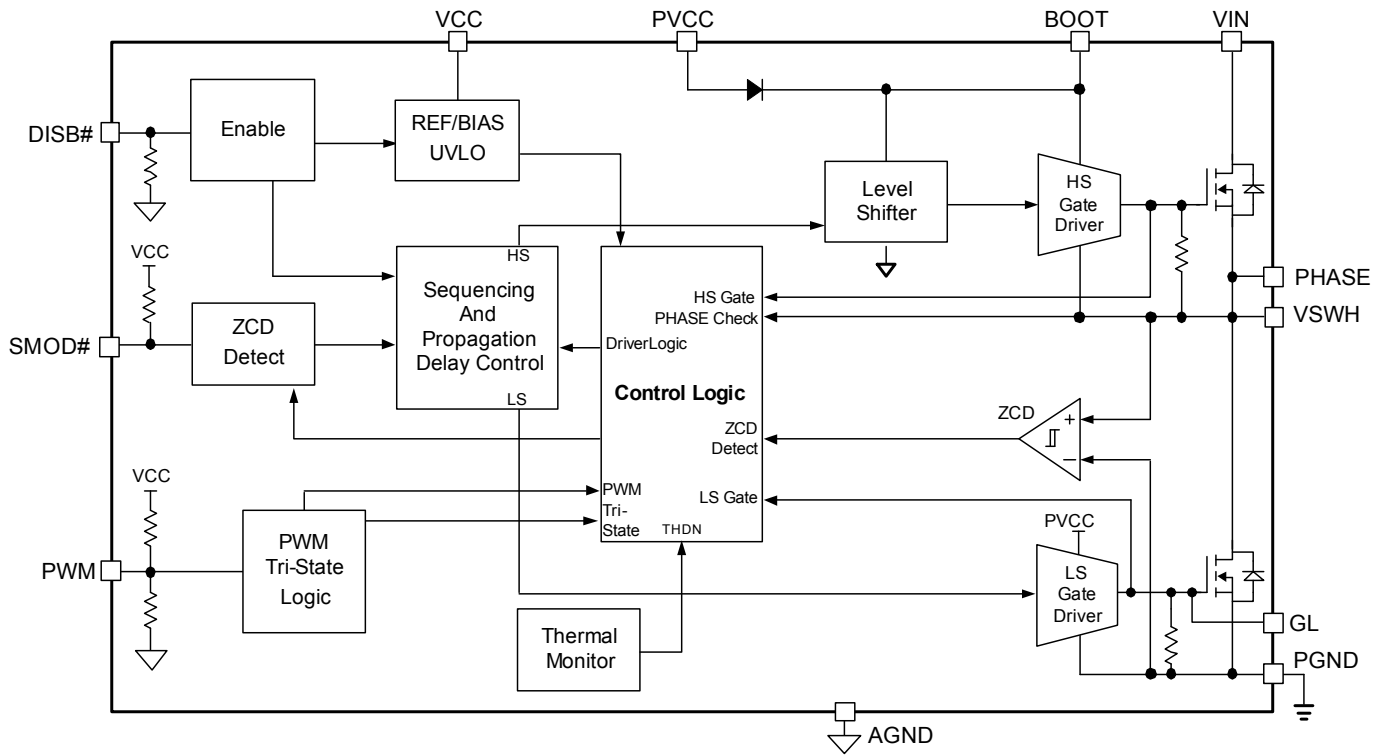 VCC
PVCC
BOOT
VIN
DISB#
Enable
REF/BIAS
UVLO
Level
Shifter
HS
Gate
Driver
VCC
HS
Sequencing
And
Propagation
Delay Control
LS
HS Gate
PHASE Check
DriverLogic
Control Logic
ZCD
Detect
LS Gate
PWM
Tri-
State
THDN
PHASE
VSWH
SMOD#
ZCD
Detect
ZCD
+
−
VCC
PWM
PWM
Tri-State
Logic
PVCC
LS
Gate
Driver
Thermal
Monitor
GL
PGND
AGND